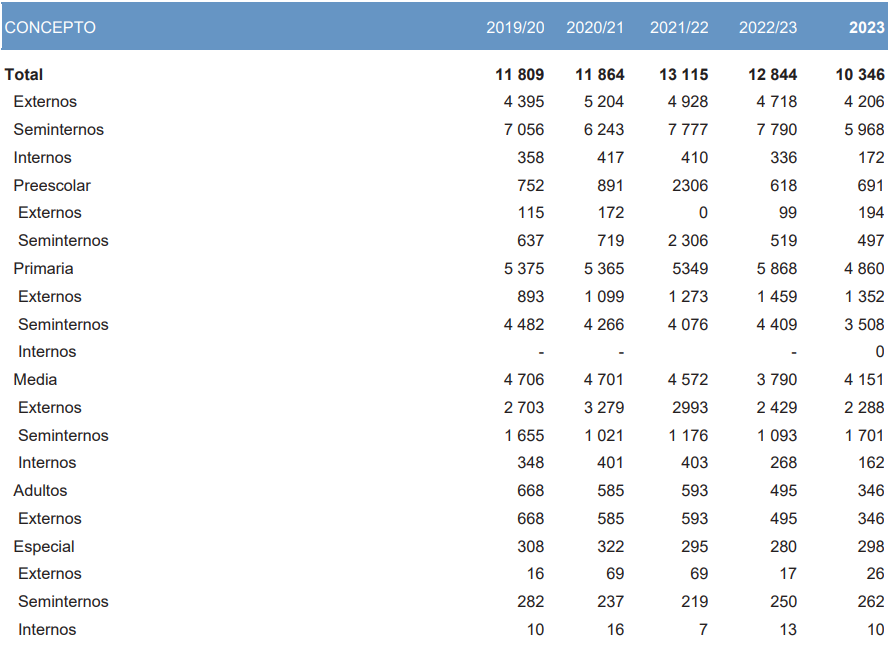 CONCEPTO 2019/20 2020/21 2021/22 2022/23 2023
Total 11 809 11 864 13 115 12 844 10 346
Externos 4 395 5 204 4 928 4 718 4 206
Seminternos 7 056 6 243 7 777 7 790 5 968
Internos 358 417 410 336 172
Preescolar 752 891 2306 618 691
Externos 115 172 0 99 194
Seminternos 637 719 2 306 519 497
Primaria 5 375 5 365 5349 5 868 4 860
Externos 893 1 099 1 273 1 459 1 352
Seminternos 4 482 4 266 4 076 4 409 3 508
Internos - - - 0
Media 4 706 4 701 4 572 3 790 4 151
Externos 2 703 3 279 2993 2 429 2 288
Seminternos 1 655 1 021 1 176 1 093 1 701
Internos 348 401 403 268 162
Adultos 668 585 593 495 346
Externos 668 585 593 495 346
Especial 308 322 295 280 298
Externos 16 69 69 17 26
Seminternos 282 237 219 250 262
Internos 10 16 7 13 10